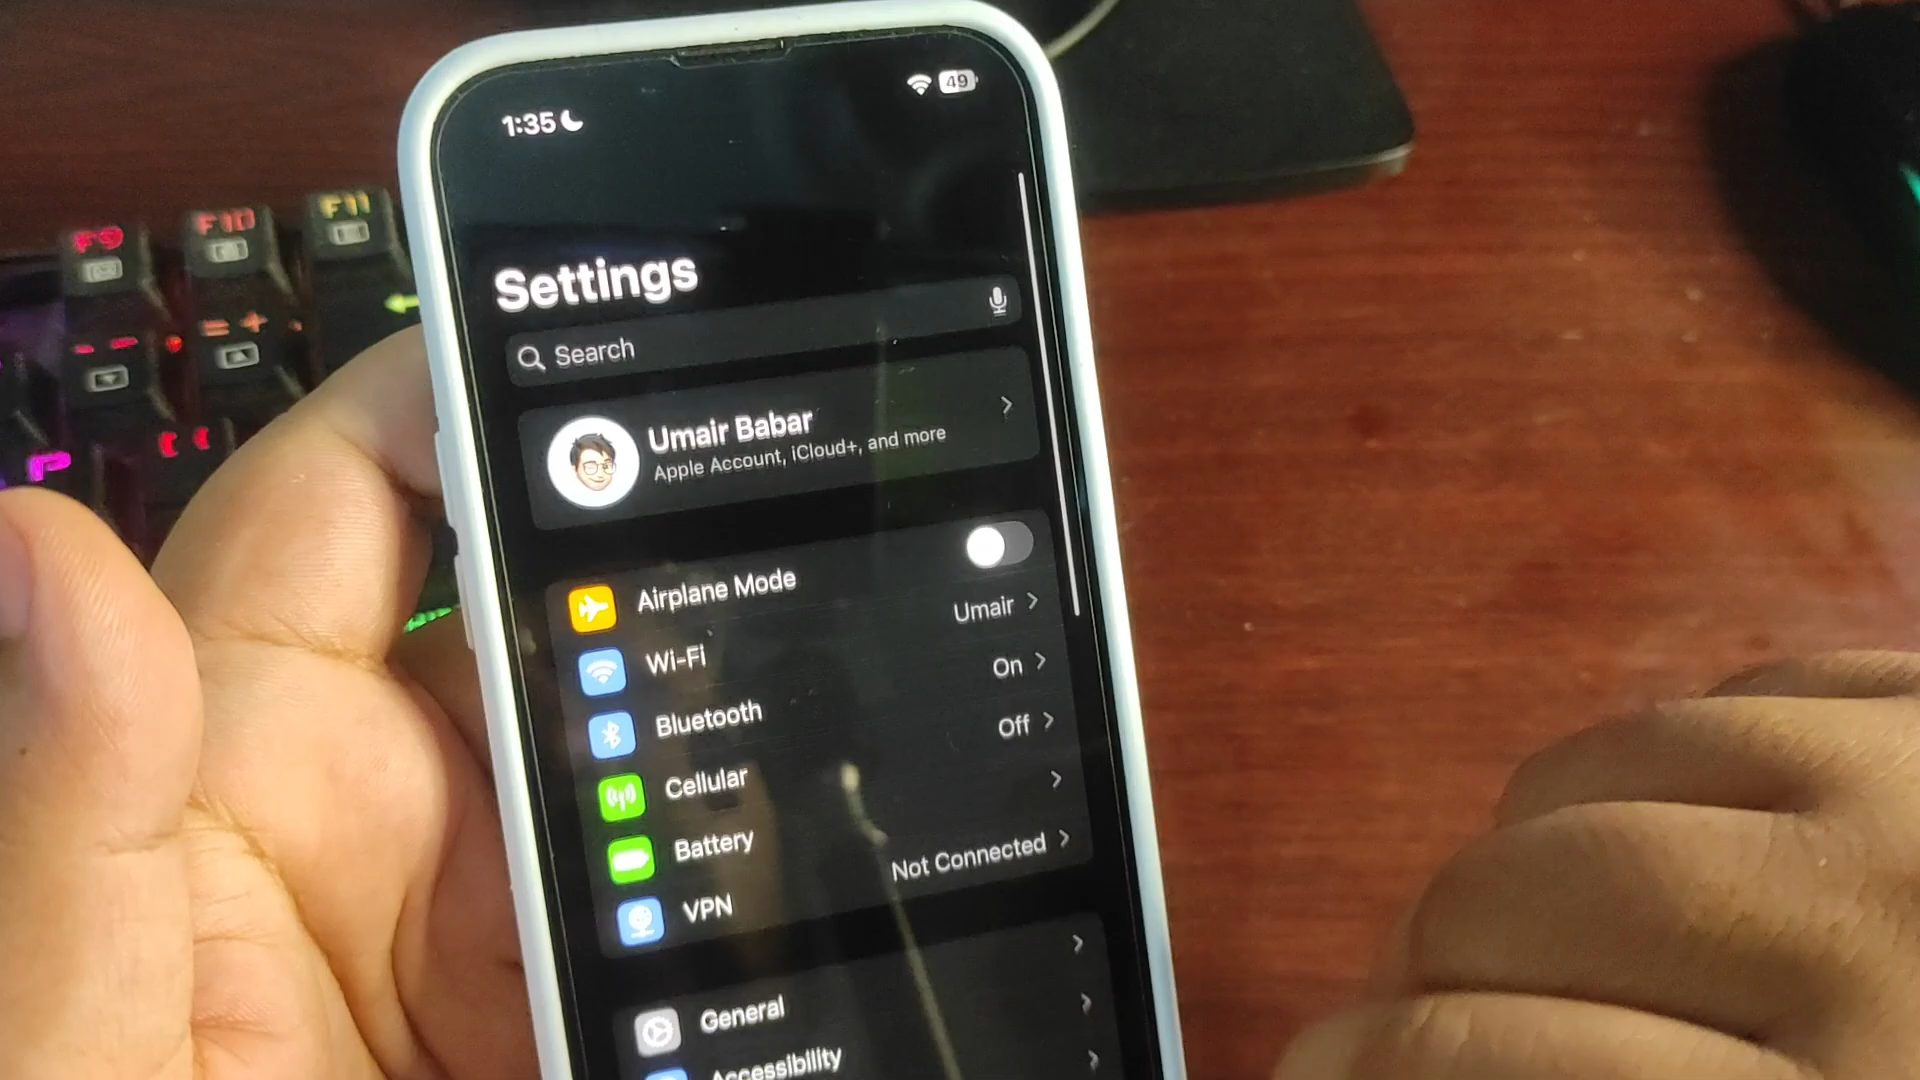 1:35
49
Settings
Search
Umair Babar
Apple Account, iCloud+, and more
Airplane Mode
Wi-Fi
Umair
Bluetooth
On
Cellular
Off
Battery
VPN
Not Connected
General
Accessibility
F9
F10
F11
- -
= +
P